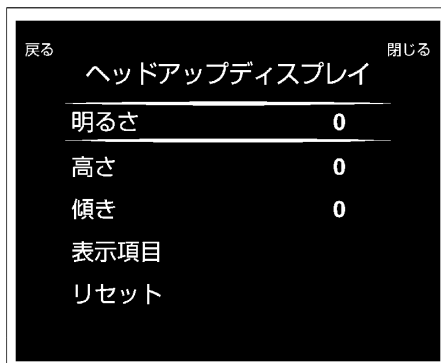 戻る
閉じる
ヘッドアップディスプレイ
明るさ 0
高さ 0
傾き 0
表示項目
リセット